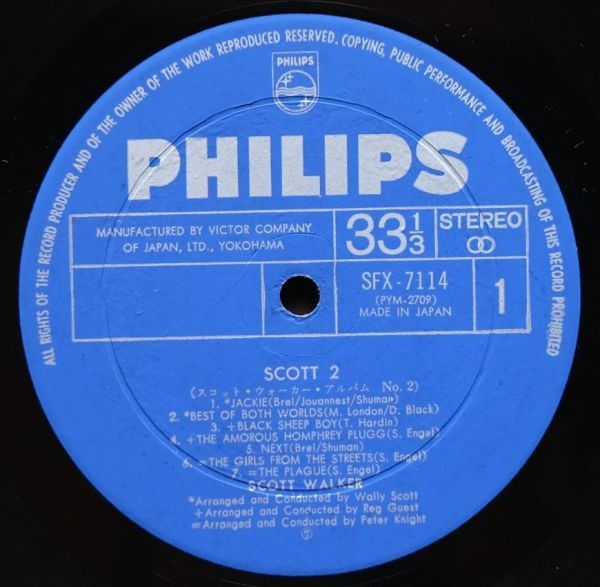 ALL RIGHTS OF THE RECORD PRODUCER AND OF THE OWNER OF THE WORK REPRODUCED RESERVED. COPYING, PUBLIC PERFORMANCE AND BROADCASTING OF THIS RECORD PROHIBITED
PHILIPS
PHILIPS
MANUFACTURED BY VICTOR COMPANY
OF JAPAN, LTD., YOKOHAMA
33 1/3
STEREO
SFX-7114
(PYM-2709)
MADE IN JAPAN
1
SCOTT 2
(スコット・ウォーカー・アルバム No. 2)
1. *JACKIE(Brel/Jouannest/Shuman)
2. *BEST OF BOTH WORLDS(M. London/D. Black)
3. +BLACK SHEEP BOY(T. Hardin)
4. +THE AMOROUS HOMPHREY PLUGG(S. Engel)
5. NEXT(Brel/Shuman)
6. =THE GIRLS FROM THE STREETS(S. Engel)
7. =THE PLAGUE(S. Engel)
SCOTT WALKER
*Arranged and Conducted by Wally Scott
+Arranged and Conducted by Reg Guest
=Arranged and Conducted by Peter Knight
(7)